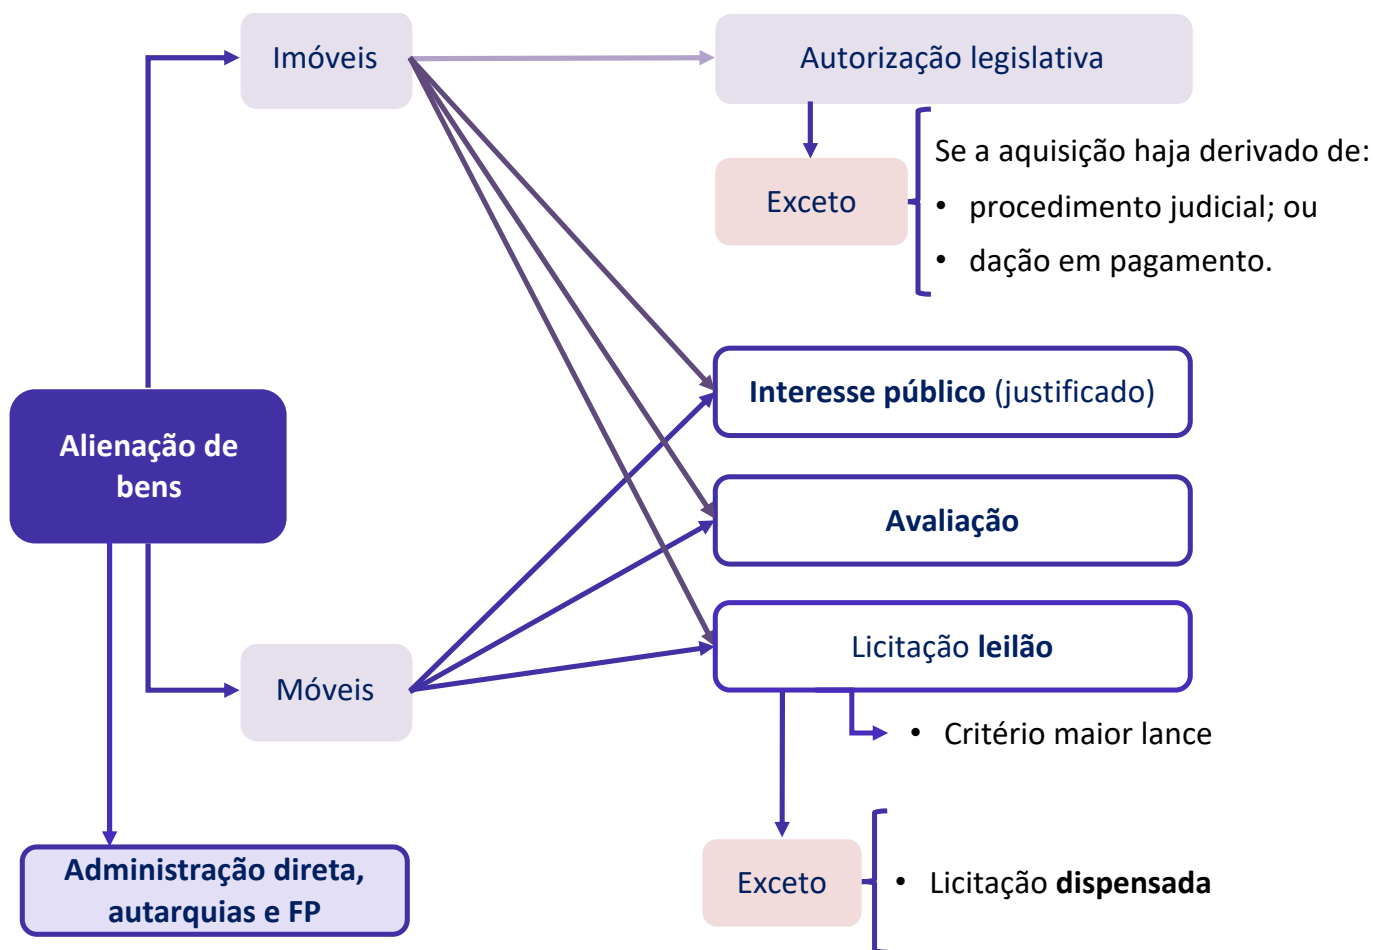 Imóveis
Autorização legislativa
Exceto
Se a aquisição haja derivado de:
• procedimento judicial; ou
• dação em pagamento.
Interesse público (justificado)
Alienação de
bens
Avaliação
Licitação leilão
Móveis
• Critério maior lance
Administração direta,
autarquias e FP
Exceto
• Licitação dispensada